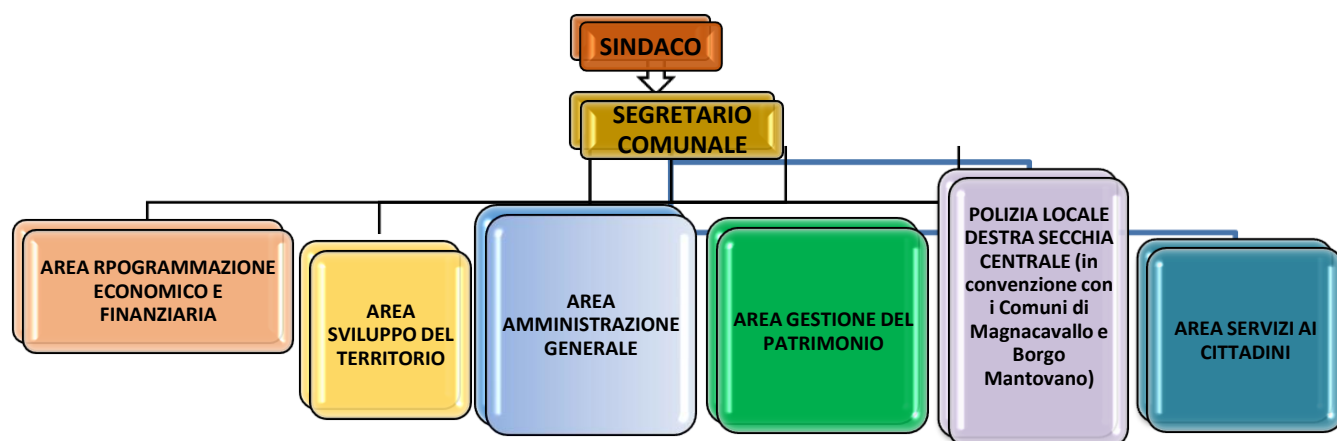 SINDACO
SEGRETARIO
COMUNALE
AREA RPOGRAMMAZIONE
ECONOMICO E
FINANZIARIA
AREA
SVILUPPO DEL
TERRITORIO
AREA
AMMINISTRAZIONE
GENERALE
AREA GESTIONE DEL
PATRIMONIO
POLIZIA LOCALE
DESTRA SECCHIA
CENTRALE (in
convenzione con
i Comuni di
Magnacavallo e
Borgo
Mantovano)
AREA SERVIZI AI
CITTADINI